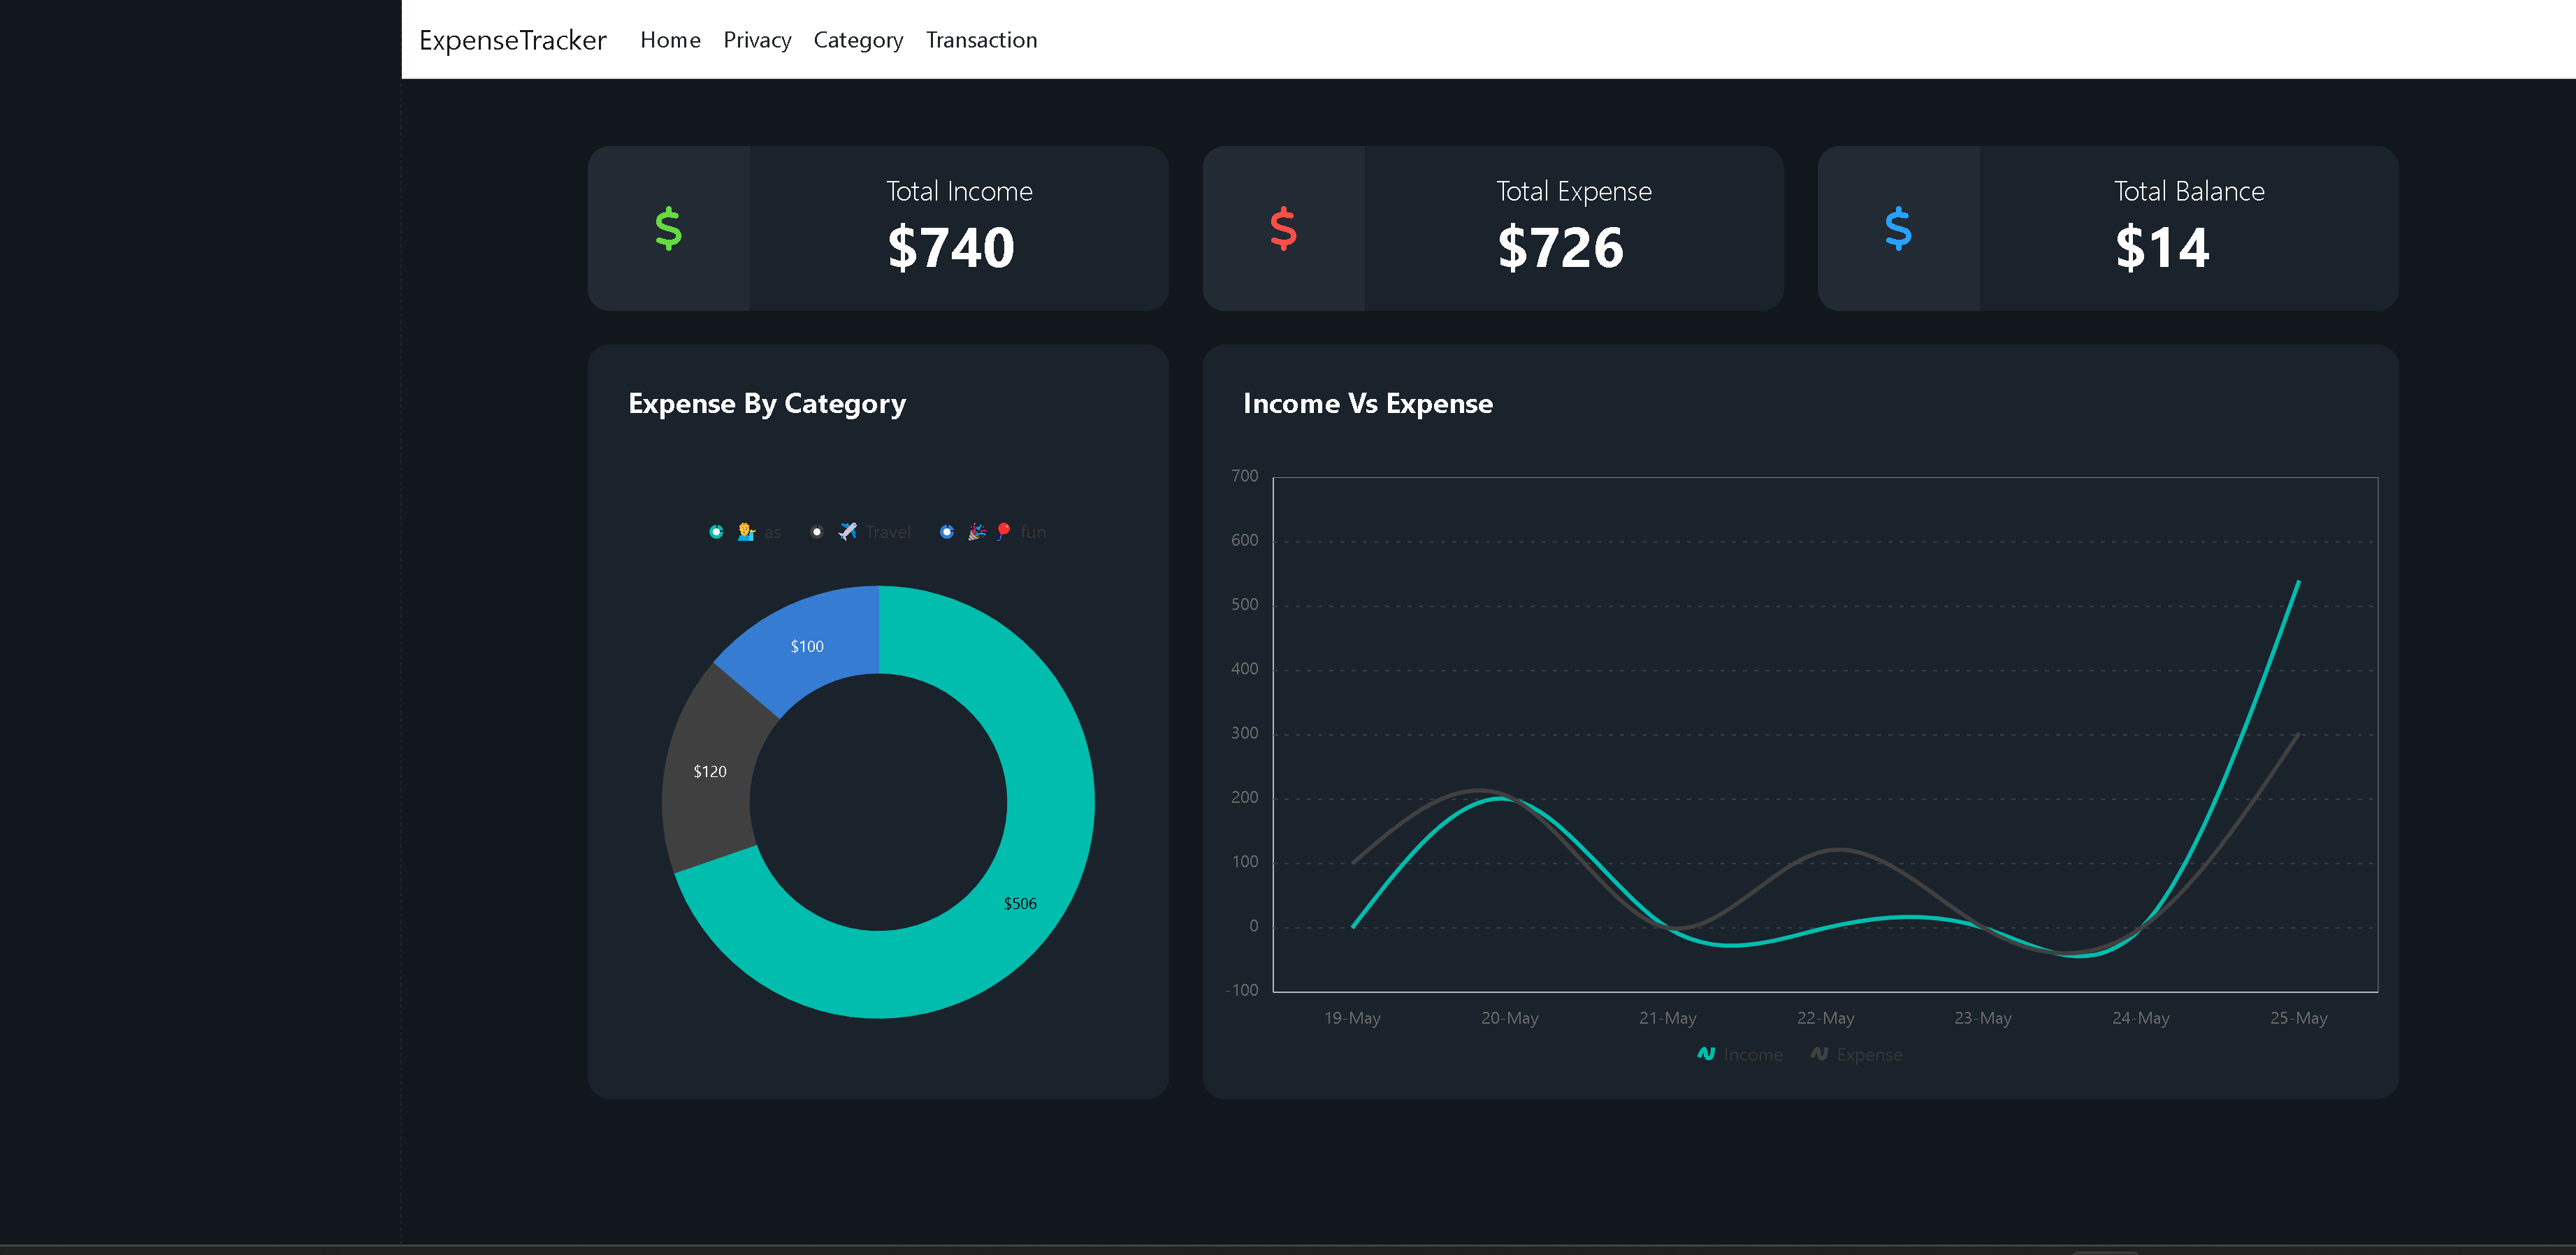 ExpenseTracker Home Privacy Category Transaction
$ Total Income
$740
$ Total Expense
$726
$ Total Balance
$14
Expense By Category
as Travel fun
$100
$120
$506
Income Vs Expense
700
600
500
400
300
200
100
0
-100
19-May 20-May 21-May 22-May 23-May 24-May 25-May
Income Expense